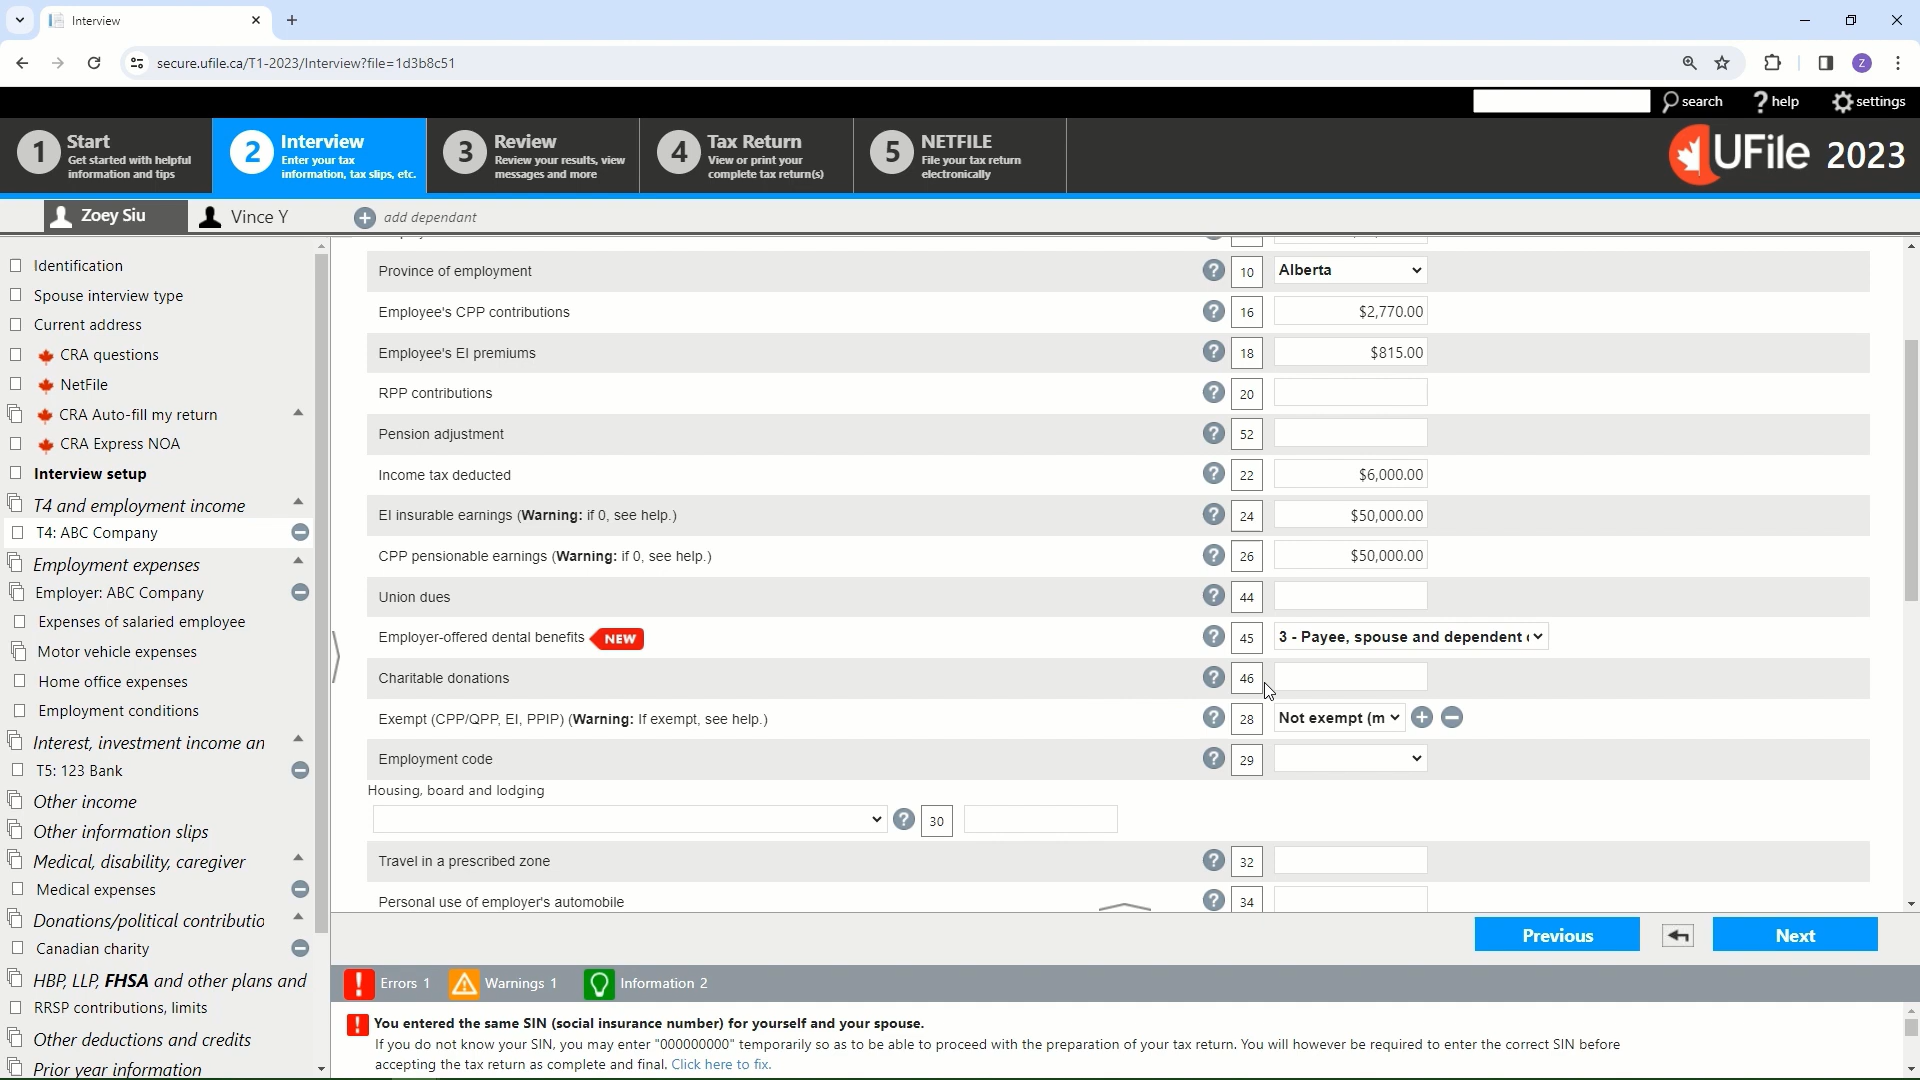 Interview
secure.ufile.ca/T1-2023/Interview?file=1d3b8c51
Z
search
help
settings
1 Start
Get started with helpful information and tips
2 Interview
Enter your tax information, tax slips, etc.
3 Review
Review your results, view messages and more
4 Tax Return
View or print your complete tax return(s)
5 NETFILE
File your tax return electronically
UFile 2023
Zoey Siu
Vince Y
add dependant
Identification
Spouse interview type
Current address
CRA questions
NetFile
CRA Auto-fill my return
CRA Express NOA
Interview setup
T4 and employment income
T4: ABC Company
Employment expenses
Employer: ABC Company
Expenses of salaried employee
Motor vehicle expenses
Home office expenses
Employment conditions
Interest, investment income an
T5: 123 Bank
Other income
Other information slips
Medical, disability, caregiver
Medical expenses
Donations/political contributio
Canadian charity
HBP, LLP, FHSA and other plans and
RRSP contributions, limits
Other deductions and credits
Prior year information
Province of employment ? 10 Alberta
Employee's CPP contributions ? 16 $2,770.00
Employee's EI premiums ? 18 $815.00
RPP contributions ? 20
Pension adjustment ? 52
Income tax deducted ? 22 $6,000.00
EI insurable earnings (Warning: if 0, see help.) ? 24 $50,000.00
CPP pensionable earnings (Warning: if 0, see help.) ? 26 $50,000.00
Union dues ? 44
Employer-offered dental benefits NEW ? 45 3 - Payee, spouse and dependent
Charitable donations ? 46
Exempt (CPP/QPP, EI, PPIP) (Warning: If exempt, see help.) ? 28 Not exempt (m
Employment code ? 29
Housing, board and lodging
? 30
Travel in a prescribed zone ? 32
Personal use of employer's automobile ? 34
Previous
Next
Errors 1
Warnings 1
Information 2
You entered the same SIN (social insurance number) for yourself and your spouse.
If you do not know your SIN, you may enter "000000000" temporarily so as to be able to proceed with the preparation of your tax return. You will however be required to enter the correct SIN before
accepting the tax return as complete and final. Click here to fix.